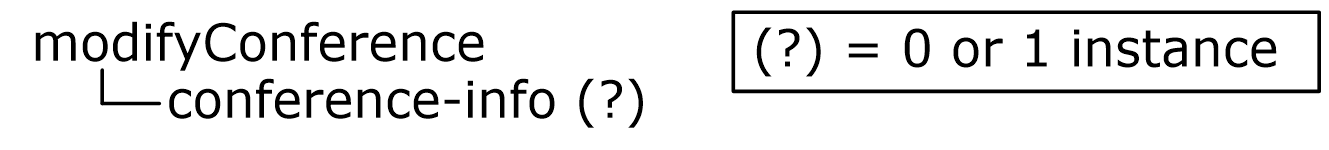 modifyConference
conference-info (?)
(?) = 0 or 1 instance